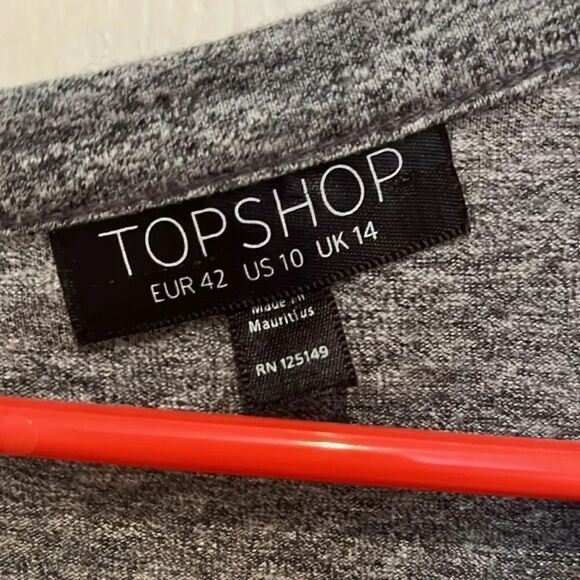 TOPSHOP
EUR 42 US 10 UK 14
Made in
Mauritius
RN 125149